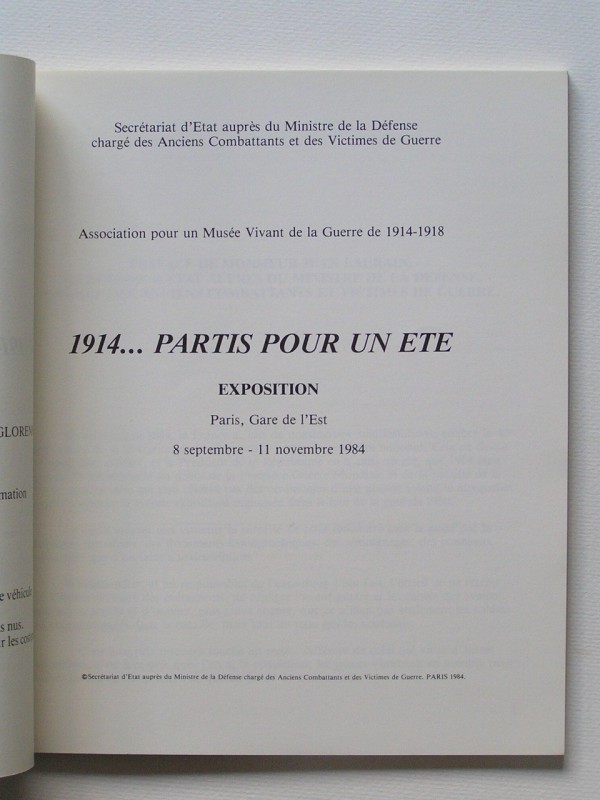 Secrétariat d'Etat auprès du Ministre de la Défense
chargé des Anciens Combattants et des Victimes de Guerre
Association pour un Musée Vivant de la Guerre de 1914-1918
1914... PARTIS POUR UN ETE
EXPOSITION
Paris, Gare de l'Est
8 septembre - 11 novembre 1984
e véhicule
s nus.
r les
©Secrétariat d'Etat auprès du Ministre de la Défense chargé des Anciens Combattants et des Victimes de Guerre. PARIS 1984.